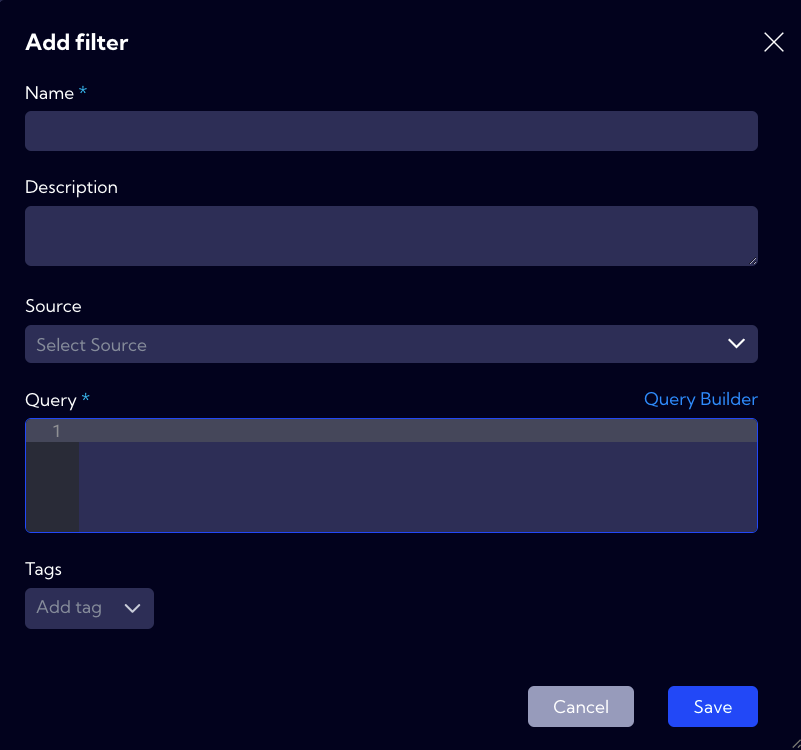 Add filter
Name *
Description
Source
Select Source
Query * Query Builder
1
Tags
Add tag
Cancel Save